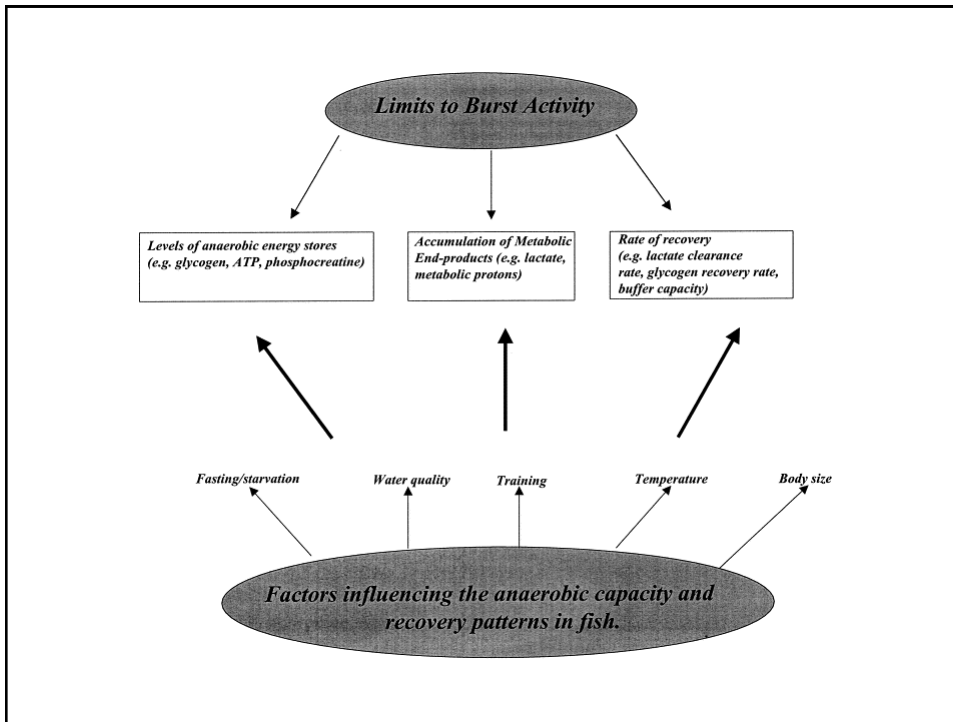 Limits to Burst Activity
Levels of anaerobic energy stores
(e.g. glycogen, ATP, phosphocreatine)
Accumulation of Metabolic
End-products (e.g. lactate,
metabolic protons)
Rate of recovery
(e.g. lactate clearance
rate, glycogen recovery rate,
buffer capacity)
Fasting/starvation
Water quality
Training
Temperature
Body size
Factors influencing the anaerobic capacity and
recovery patterns in fish.